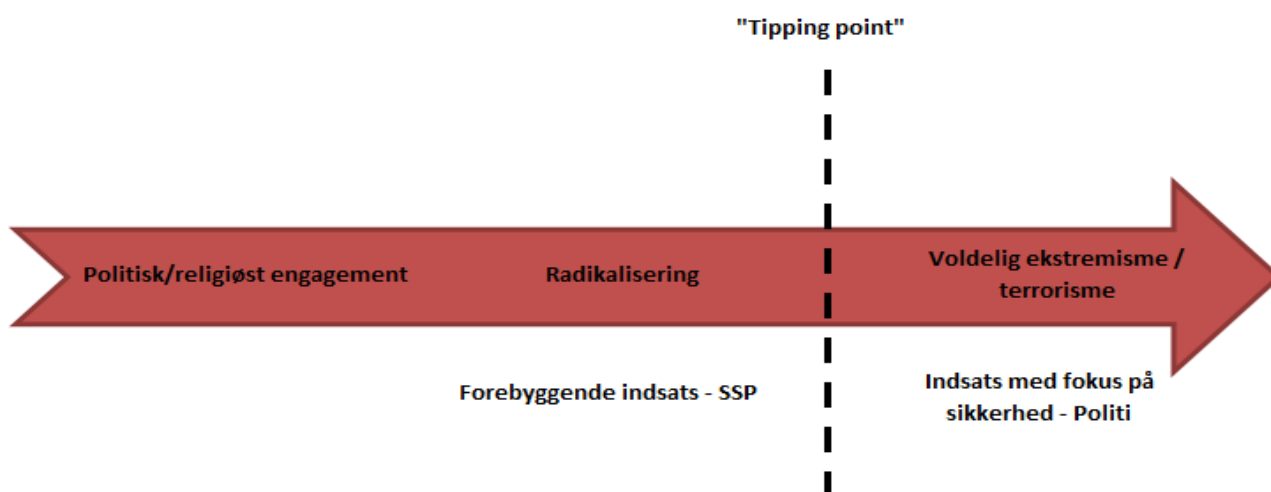 "Tipping point"
Politisk/religiøst engagement
Radikalisering
Voldelig ekstremisme /
terrorisme
Forebyggende indsats - SSP
Indsats med fokus på
sikkerhed - Politi